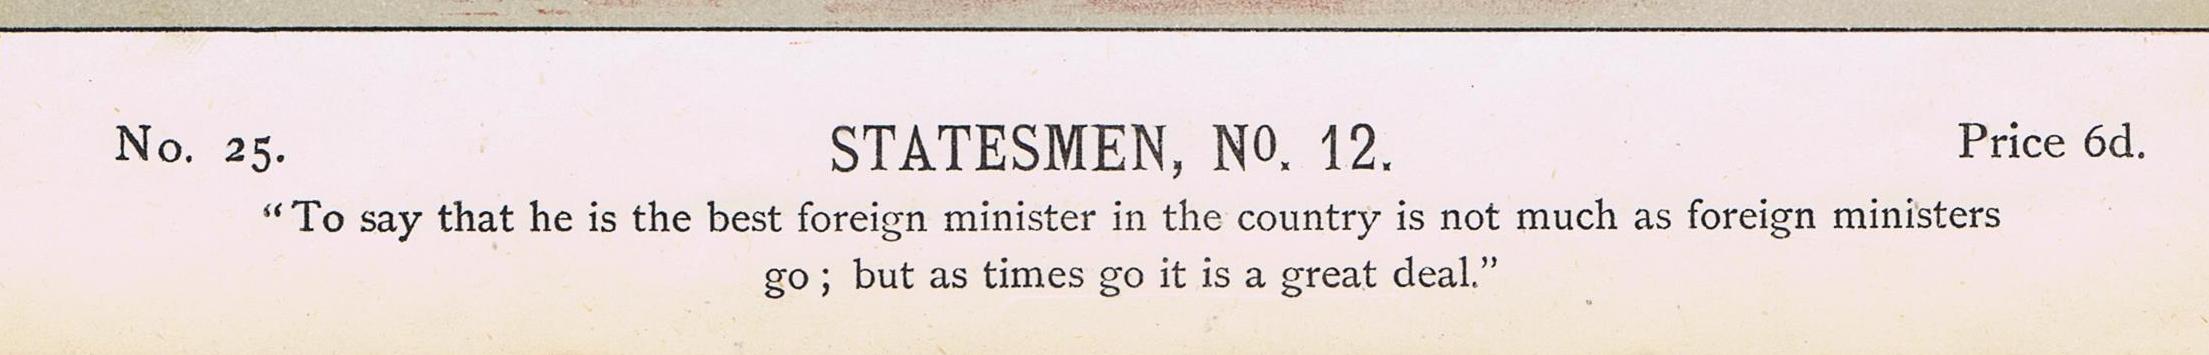 No. 25. STATESMEN, NO. 12. Price 6d.
“To say that he is the best foreign minister in the country is not much as foreign ministers
go; but as times go it is a great deal.”